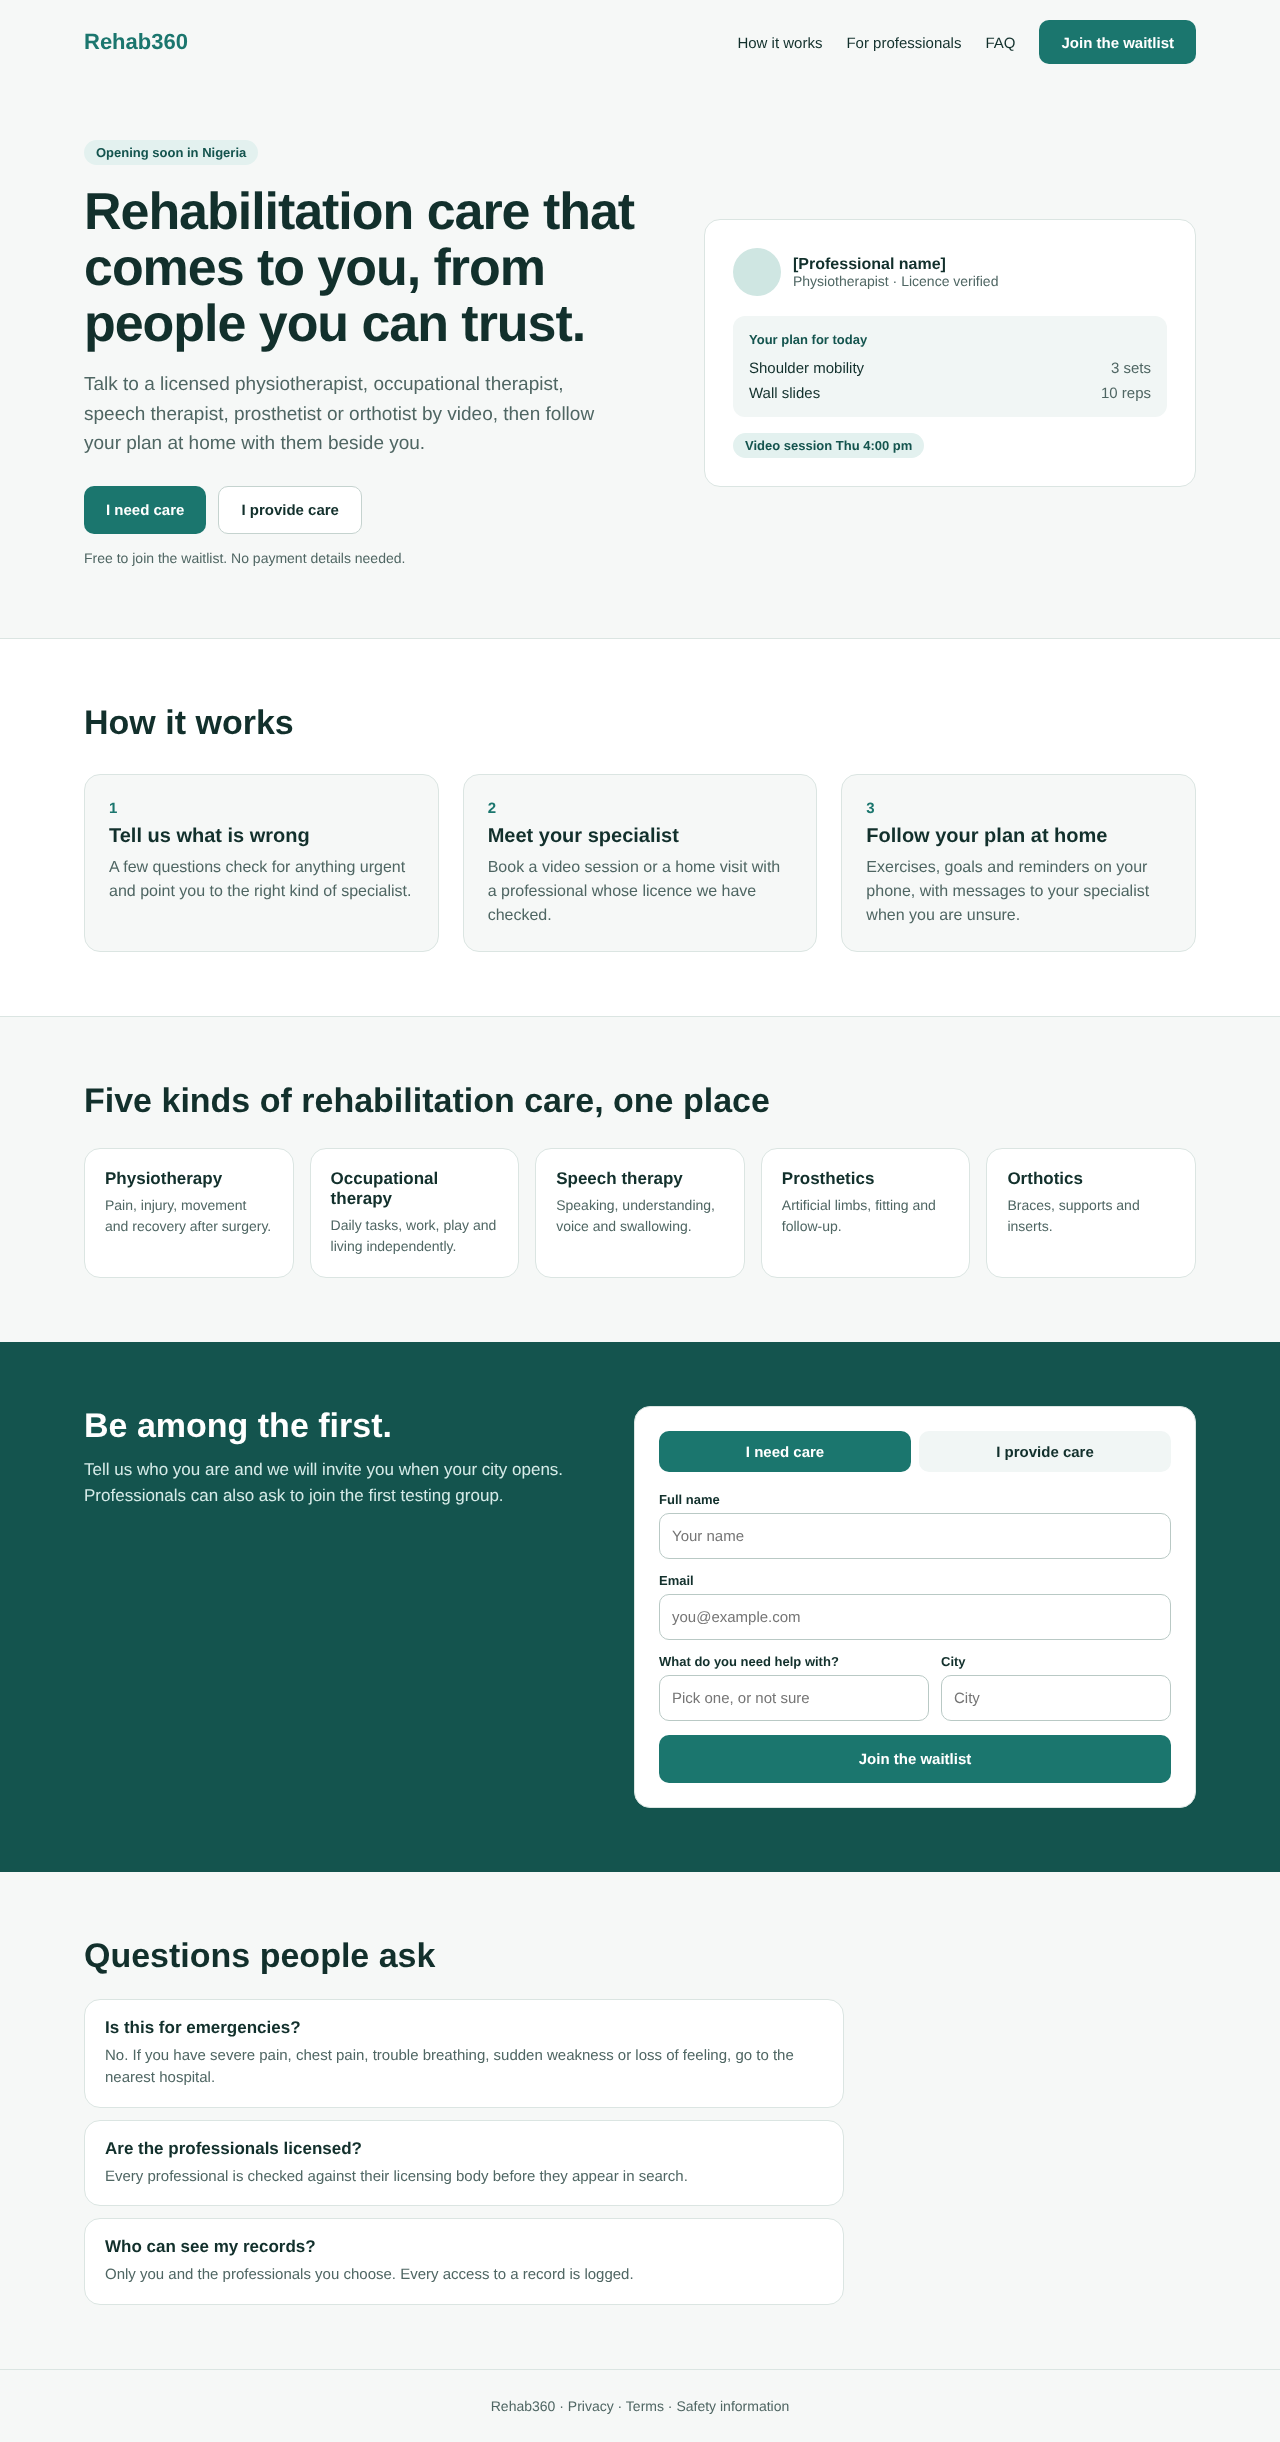 Rehab360
How it works
For professionals
FAQ
Join the waitlist
Opening soon in Nigeria
Rehabilitation care that
comes to you, from
people you can trust.
Talk to a licensed physiotherapist, occupational therapist,
speech therapist, prosthetist or orthotist by video, then follow
your plan at home with them beside you.
I need care
I provide care
Free to join the waitlist. No payment details needed.
[Professional name]
Physiotherapist · Licence verified
Your plan for today
Shoulder mobility 3 sets
Wall slides 10 reps
Video session Thu 4:00 pm
How it works
1
Tell us what is wrong
A few questions check for anything urgent
and point you to the right kind of specialist.
2
Meet your specialist
Book a video session or a home visit with
a professional whose licence we have
checked.
3
Follow your plan at home
Exercises, goals and reminders on your
phone, with messages to your specialist
when you are unsure.
Five kinds of rehabilitation care, one place
Physiotherapy
Pain, injury, movement
and recovery after surgery.
Occupational
therapy
Daily tasks, work, play and
living independently.
Speech therapy
Speaking, understanding,
voice and swallowing.
Prosthetics
Artificial limbs, fitting and
follow-up.
Orthotics
Braces, supports and
inserts.
Be among the first.
Tell us who you are and we will invite you when your city opens.
Professionals can also ask to join the first testing group.
I need care
I provide care
Full name
Your name
Email
you@example.com
What do you need help with?
Pick one, or not sure
City
City
Join the waitlist
Questions people ask
Is this for emergencies?
No. If you have severe pain, chest pain, trouble breathing, sudden weakness or loss of feeling, go to the
nearest hospital.
Are the professionals licensed?
Every professional is checked against their licensing body before they appear in search.
Who can see my records?
Only you and the professionals you choose. Every access to a record is logged.
Rehab360 · Privacy · Terms · Safety information